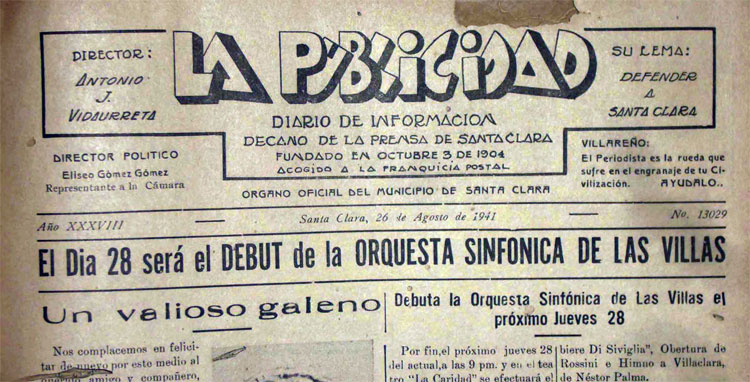 DIRECTOR:
ANTONIO
J.
VIDAURRETA
LA PUBLICIDAD
SU LEMA:
DEFENDER
A
SANTA CLARA
DIARIO DE INFORMACION
DECANO DE LA PRENSA DE SANTA CLARA
FUNDADO EN OCTUBRE 3 DE 1904
ACOGIDO A LA FRANQUICIA POSTAL
ORGANO OFICIAL DEL MUNICIPIO DE SANTA CLARA
DIRECTOR POLITICO
Eliseo Gómez Gómez
Representante a la Cámara
VILLAREÑO:
El Periodista es la rueda que
sufre en el engranaje de tu Ci-
vilización. AYUDALO..
Año XXXVIII — Santa Clara, 26 de Agosto de 1941 — No. 13029
El Dia 28 será el DEBUT de la ORQUESTA SINFONICA DE LAS VILLAS
Un valioso galeno
Nos complacemos en felici-
tar de nuevo por este medio al
amigo y compañero,
Debuta la Orquesta Sinfónica de Las Villas el
próximo Jueves 28
Por fin, el próximo jueves 28
del actual, a las 9 pm. y en el tea
tro "La Caridad" se efectuará el
biere Di Siviglia", Obertura de
Rossini e Himno a Villaclara,
de Néstor Palma.